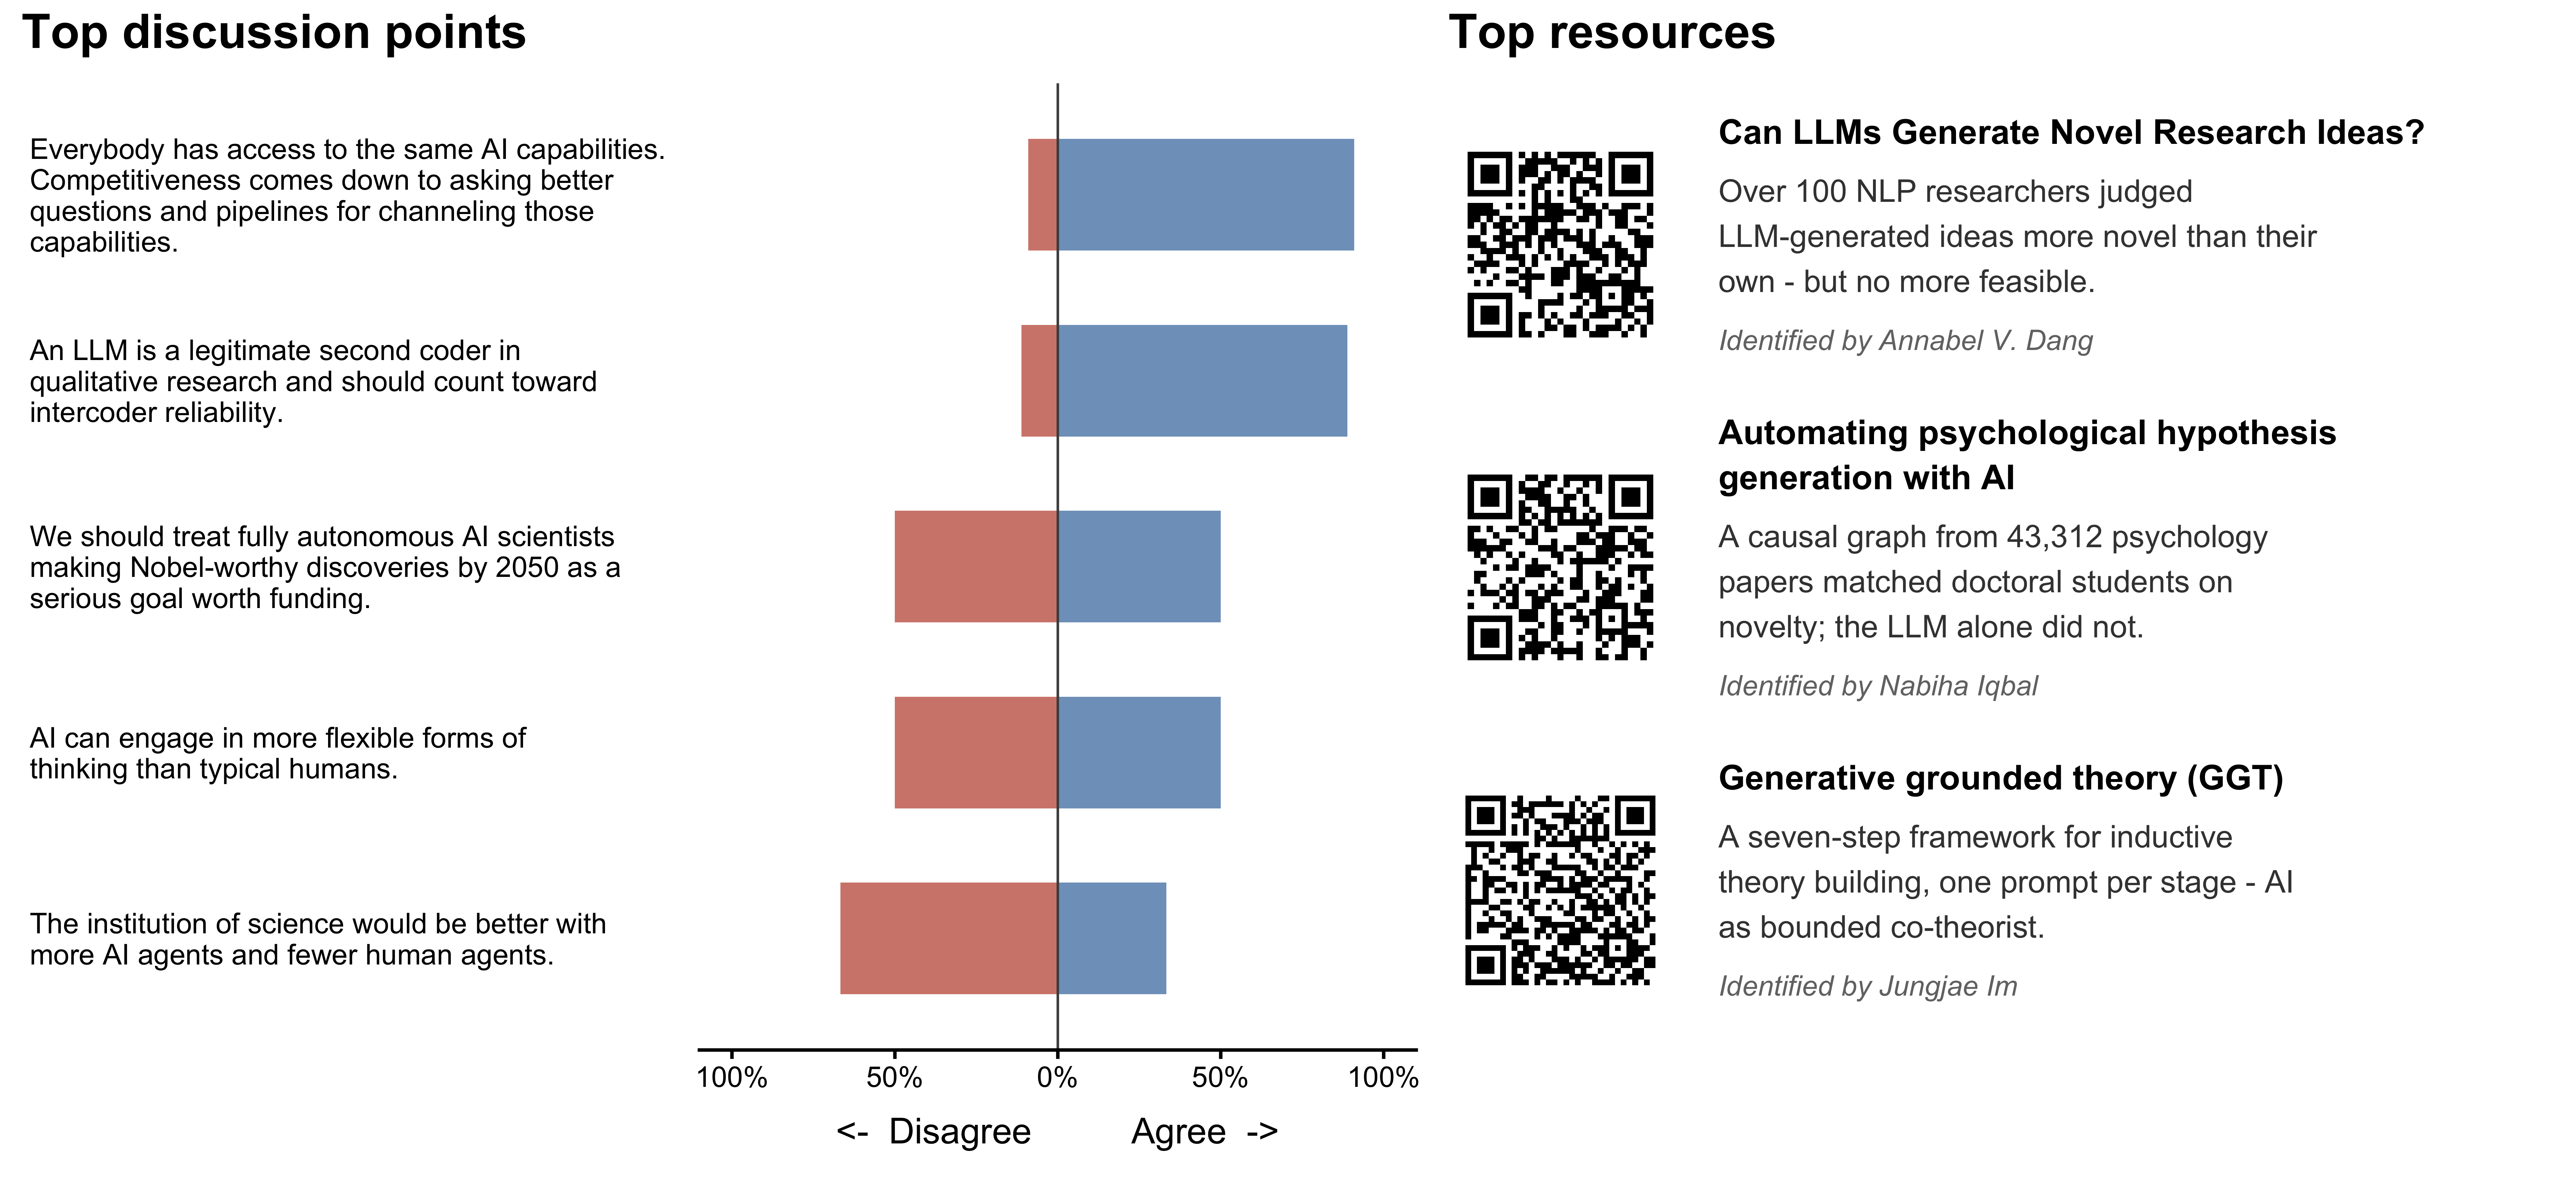 Top discussion points
Everybody has access to the same AI capabilities.
Competitiveness comes down to asking better
questions and pipelines for channeling those
capabilities.
An LLM is a legitimate second coder in
qualitative research and should count toward
intercoder reliability.
We should treat fully autonomous AI scientists
making Nobel-worthy discoveries by 2050 as a
serious goal worth funding.
AI can engage in more flexible forms of
thinking than typical humans.
The institution of science would be better with
more AI agents and fewer human agents.
100% 50% 0% 50% 100%
<- Disagree Agree ->
Top resources
Can LLMs Generate Novel Research Ideas?
Over 100 NLP researchers judged
LLM-generated ideas more novel than their
own - but no more feasible.
Identified by Annabel V. Dang
Automating psychological hypothesis
generation with AI
A causal graph from 43,312 psychology
papers matched doctoral students on
novelty; the LLM alone did not.
Identified by Nabiha Iqbal
Generative grounded theory (GGT)
A seven-step framework for inductive
theory building, one prompt per stage - AI
as bounded co-theorist.
Identified by Jungjae Im